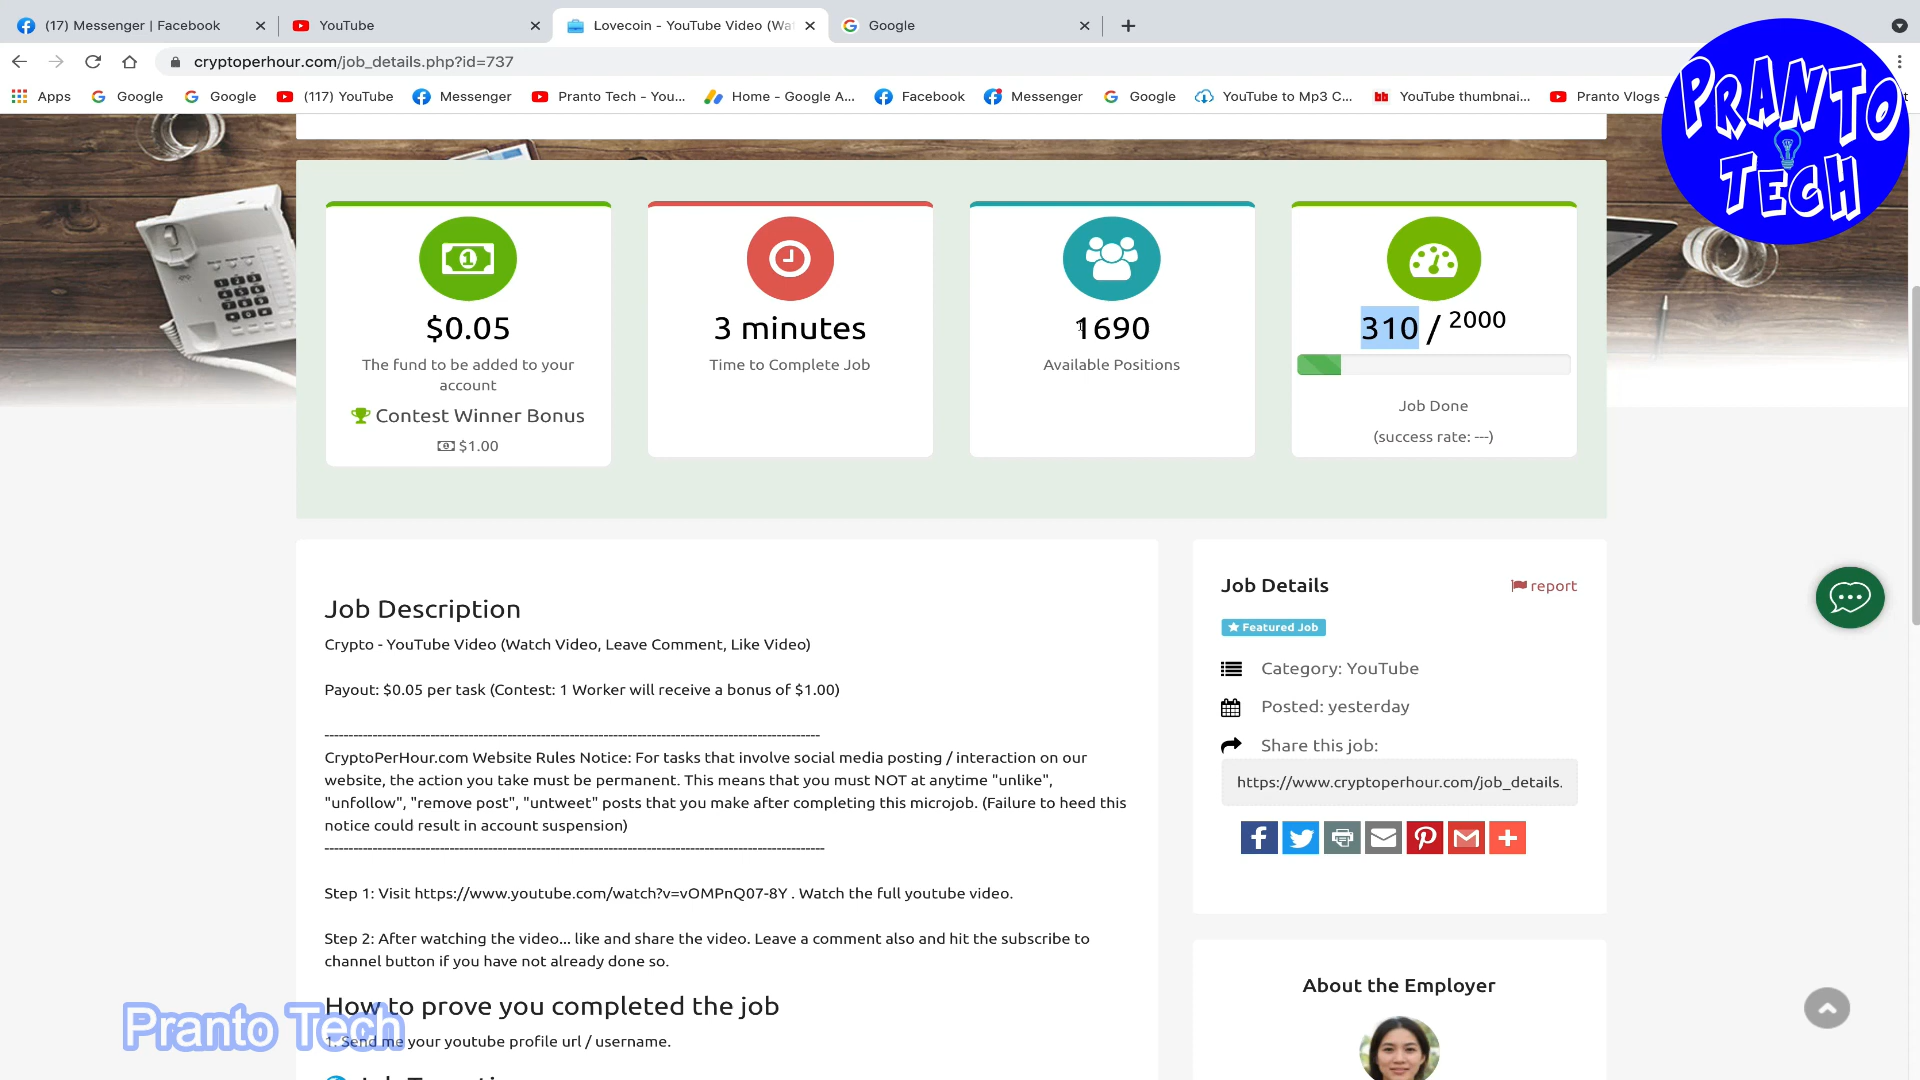 (17) Messenger | Facebook
YouTube
Lovecoin - YouTube Video (Wa
Google
cryptoperhour.com/job_details.php?id=737
Apps
Google
Google
(117) YouTube
Messenger
Pranto Tech - You...
Home - Google A...
Facebook
Messenger
Google
YouTube to Mp3 C...
YouTube thumbnai...
Pranto Vlogs -
PRANTO
TECH
$0.05
The fund to be added to your
account
Contest Winner Bonus
$1.00
3 minutes
Time to Complete Job
1690
Available Positions
310 / 2000
Job Done
(success rate: ---)
Job Description
Crypto - YouTube Video (Watch Video, Leave Comment, Like Video)
Payout: $0.05 per task (Contest: 1 Worker will receive a bonus of $1.00)
----------------------------------------------------------------------------------------------------
CryptoPerHour.com Website Rules Notice: For tasks that involve social media posting / interaction on our
website, the action you take must be permanent. This means that you must NOT at anytime "unlike",
"unfollow", "remove post", "untweet" posts that you make after completing this microjob. (Failure to heed this
notice could result in account suspension)
----------------------------------------------------------------------------------------------------
Step 1: Visit https://www.youtube.com/watch?v=vOMPnQ07-8Y . Watch the full youtube video.
Step 2: After watching the video... like and share the video. Leave a comment also and hit the subscribe to
channel button if you have not already done so.
How to prove you completed the job
1. Send me your youtube profile url / username.
Pranto Tech
Job Details
report
Featured Job
Category: YouTube
Posted: yesterday
Share this job:
https://www.cryptoperhour.com/job_details.
About the Employer